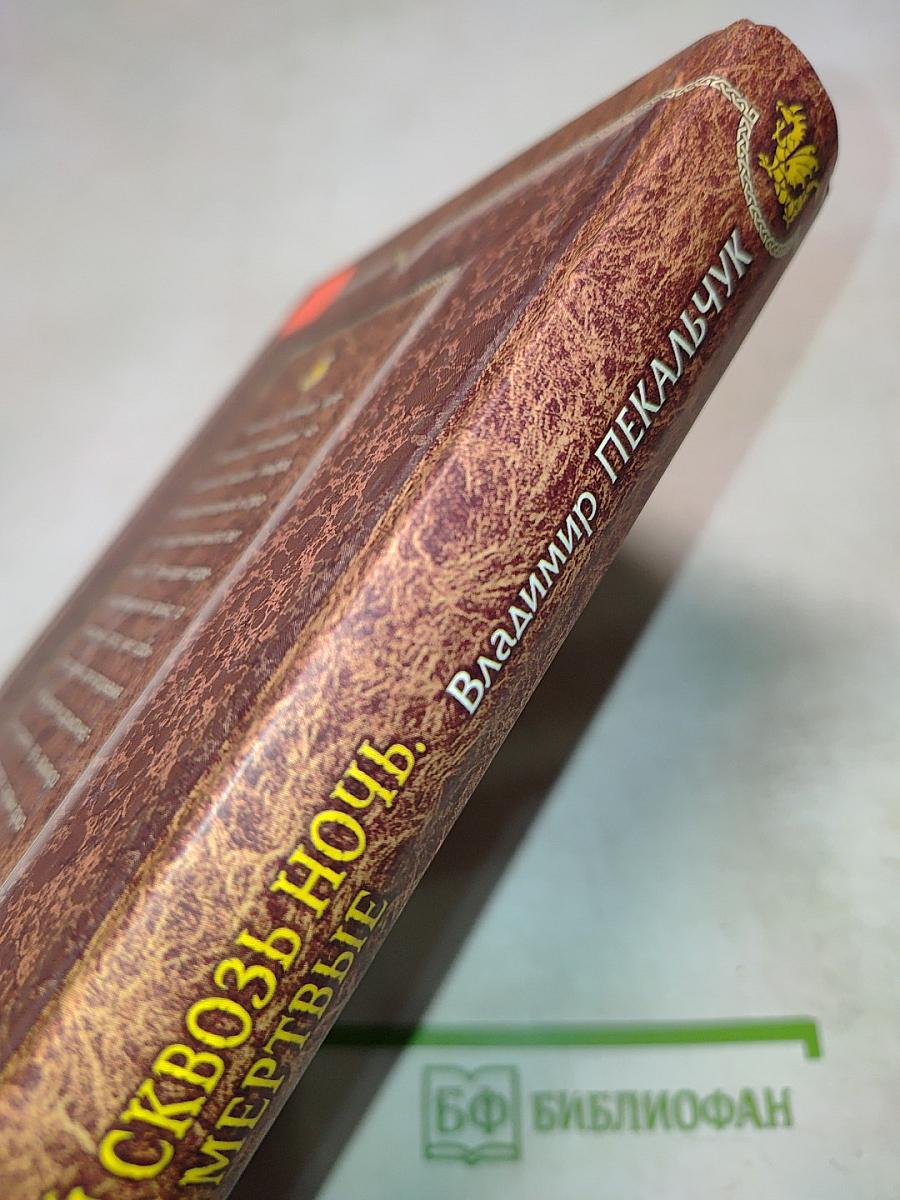 Владимир ПЕКАЛЬЧУК
Й СКВОЗЬ НОЧЬ.
МЕРТВЫЕ
БФ БИБЛИОФАН